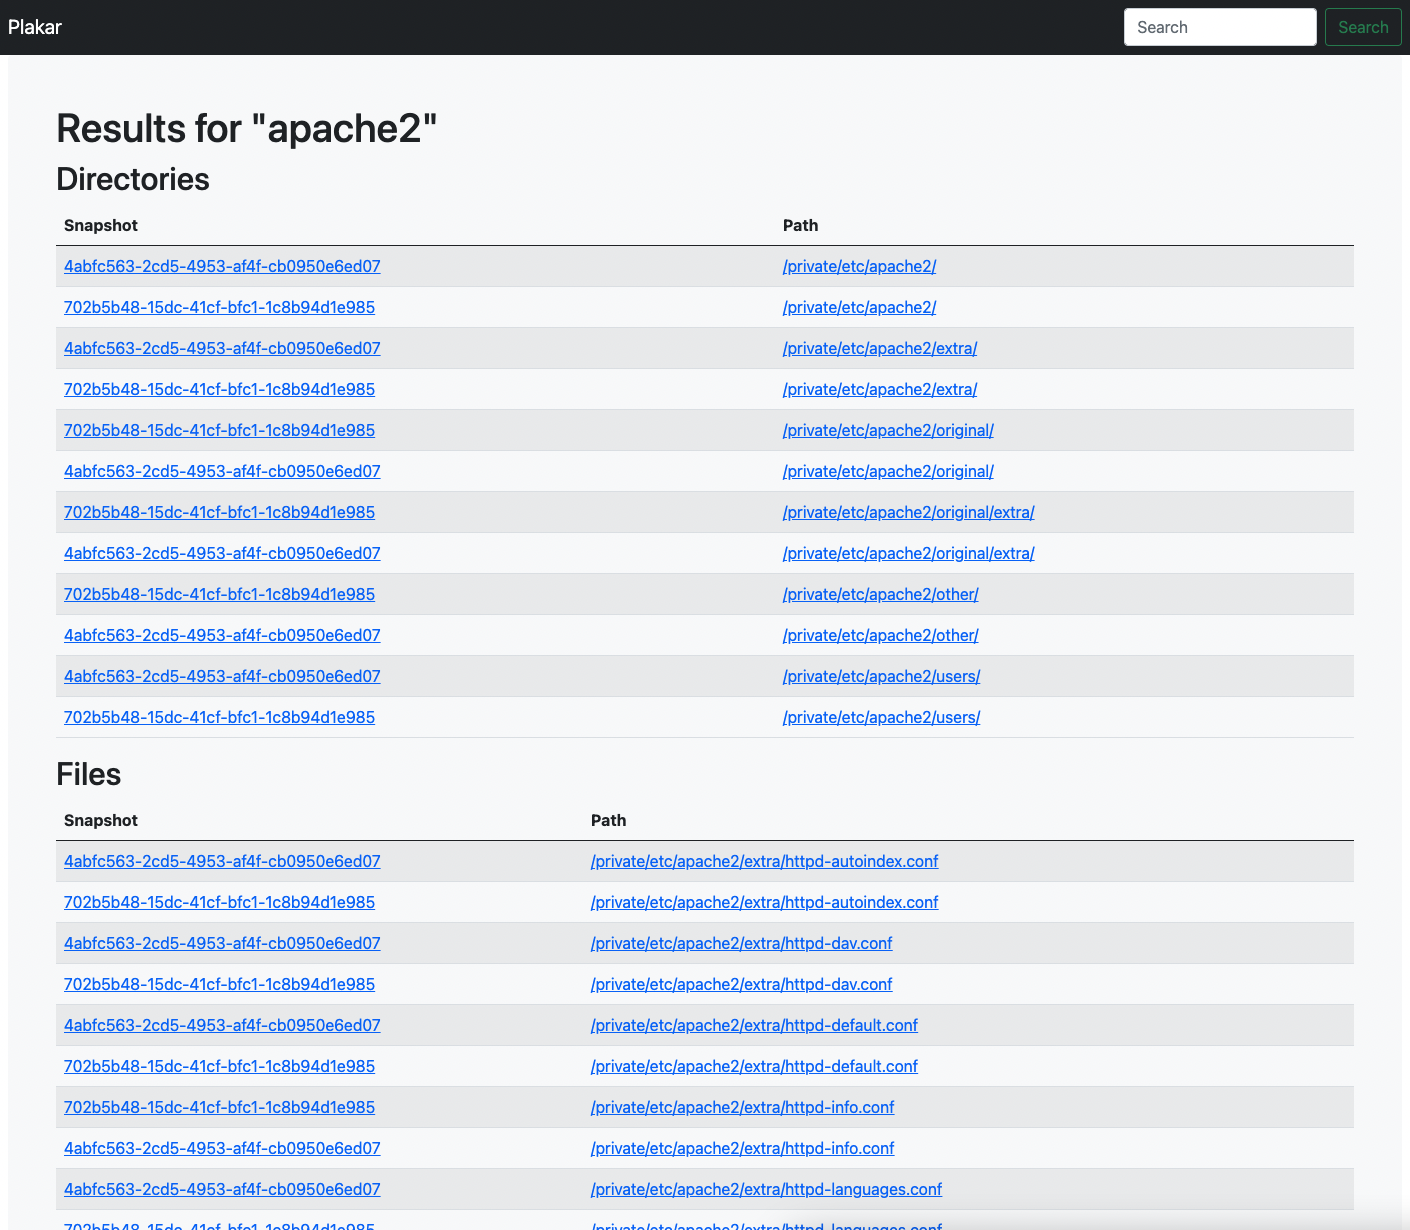 Plakar
Search Search
Results for "apache2"
Directories
Snapshot Path
4abfc563-2cd5-4953-af4f-cb0950e6ed07 /private/etc/apache2/
702b5b48-15dc-41cf-bfc1-1c8b94d1e985 /private/etc/apache2/
4abfc563-2cd5-4953-af4f-cb0950e6ed07 /private/etc/apache2/extra/
702b5b48-15dc-41cf-bfc1-1c8b94d1e985 /private/etc/apache2/extra/
702b5b48-15dc-41cf-bfc1-1c8b94d1e985 /private/etc/apache2/original/
4abfc563-2cd5-4953-af4f-cb0950e6ed07 /private/etc/apache2/original/
702b5b48-15dc-41cf-bfc1-1c8b94d1e985 /private/etc/apache2/original/extra/
4abfc563-2cd5-4953-af4f-cb0950e6ed07 /private/etc/apache2/original/extra/
702b5b48-15dc-41cf-bfc1-1c8b94d1e985 /private/etc/apache2/other/
4abfc563-2cd5-4953-af4f-cb0950e6ed07 /private/etc/apache2/other/
4abfc563-2cd5-4953-af4f-cb0950e6ed07 /private/etc/apache2/users/
702b5b48-15dc-41cf-bfc1-1c8b94d1e985 /private/etc/apache2/users/
Files
Snapshot Path
4abfc563-2cd5-4953-af4f-cb0950e6ed07 /private/etc/apache2/extra/httpd-autoindex.conf
702b5b48-15dc-41cf-bfc1-1c8b94d1e985 /private/etc/apache2/extra/httpd-autoindex.conf
4abfc563-2cd5-4953-af4f-cb0950e6ed07 /private/etc/apache2/extra/httpd-dav.conf
702b5b48-15dc-41cf-bfc1-1c8b94d1e985 /private/etc/apache2/extra/httpd-dav.conf
4abfc563-2cd5-4953-af4f-cb0950e6ed07 /private/etc/apache2/extra/httpd-default.conf
702b5b48-15dc-41cf-bfc1-1c8b94d1e985 /private/etc/apache2/extra/httpd-default.conf
702b5b48-15dc-41cf-bfc1-1c8b94d1e985 /private/etc/apache2/extra/httpd-info.conf
4abfc563-2cd5-4953-af4f-cb0950e6ed07 /private/etc/apache2/extra/httpd-info.conf
4abfc563-2cd5-4953-af4f-cb0950e6ed07 /private/etc/apache2/extra/httpd-languages.conf
702b5b48-15dc-41cf-bfc1-1c8b94d1e985 /private/etc/apache2/extra/httpd-languages.conf